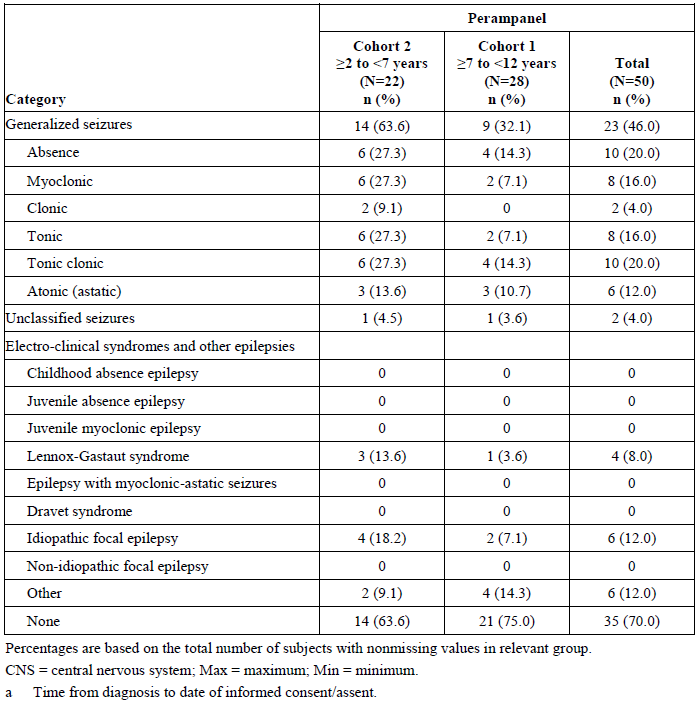 Perampanel
Category
Cohort 2
≥2 to <7 years
(N=22)
n (%)
Cohort 1
≥7 to <12 years
(N=28)
n (%)
Total
(N=50)
n (%)
Generalized seizures 14 (63.6) 9 (32.1) 23 (46.0)
Absence 6 (27.3) 4 (14.3) 10 (20.0)
Myoclonic 6 (27.3) 2 (7.1) 8 (16.0)
Clonic 2 (9.1) 0 2 (4.0)
Tonic 6 (27.3) 2 (7.1) 8 (16.0)
Tonic clonic 6 (27.3) 4 (14.3) 10 (20.0)
Atonic (astatic) 3 (13.6) 3 (10.7) 6 (12.0)
Unclassified seizures 1 (4.5) 1 (3.6) 2 (4.0)
Electro-clinical syndromes and other epilepsies
Childhood absence epilepsy 0 0 0
Juvenile absence epilepsy 0 0 0
Juvenile myoclonic epilepsy 0 0 0
Lennox-Gastaut syndrome 3 (13.6) 1 (3.6) 4 (8.0)
Epilepsy with myoclonic-astatic seizures 0 0 0
Dravet syndrome 0 0 0
Idiopathic focal epilepsy 4 (18.2) 2 (7.1) 6 (12.0)
Non-idiopathic focal epilepsy 0 0 0
Other 2 (9.1) 4 (14.3) 6 (12.0)
None 14 (63.6) 21 (75.0) 35 (70.0)
Percentages are based on the total number of subjects with nonmissing values in relevant group.
CNS = central nervous system; Max = maximum; Min = minimum.
a Time from diagnosis to date of informed consent/assent.